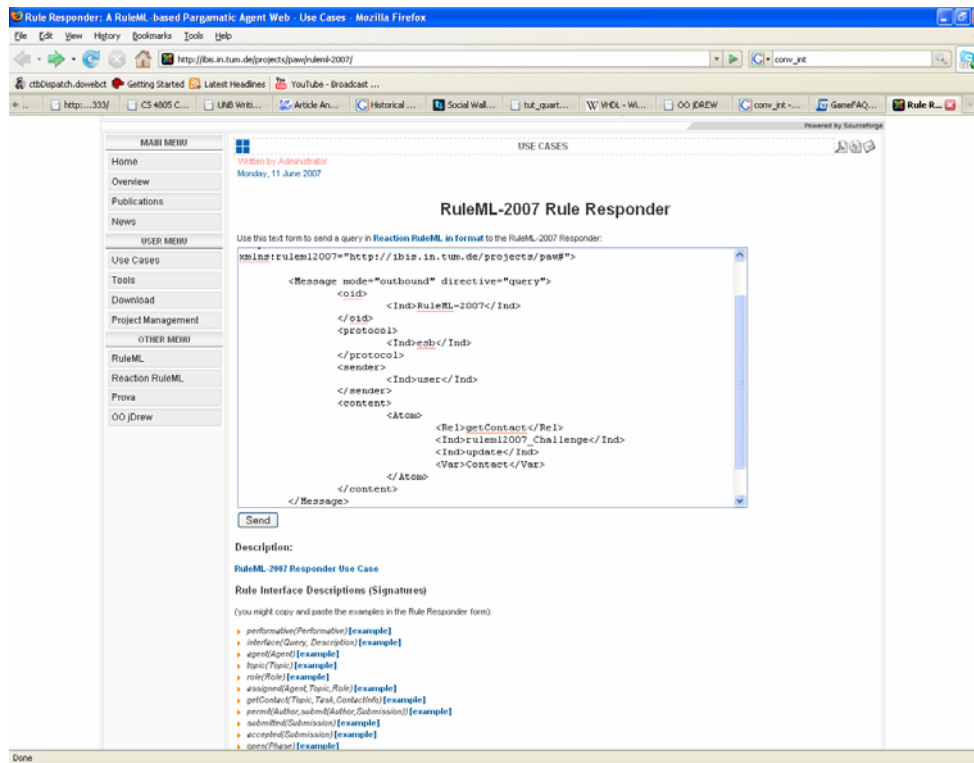 Rule Responder: A RuleML-based Pargamatic Agent Web - Use Cases - Mozilla Firefox
File Edit View History Bookmarks Tools Help
http://ibis.in.tum.de/projects/paw/ruleml-2007/ conv_int
ctbDispatch.dowebct Getting Started Latest Headlines YouTube - Broadcast ...
... http:...333/ CS 4805 C... UNB Writi... Article An... Historical ... Social Wall... tut_quart... VHDL - Wi... OO jDREW conv_int -... GameFAQ... Rule R...
Powered by Sourceforge
MAIN MENU
Home
Overview
Publications
News
USER MENU
Use Cases
Tools
Download
Project Management
OTHER MENU
RuleML
Reaction RuleML
Prova
OO jDrew
USE CASES
Written by Administrator
Monday, 11 June 2007
RuleML-2007 Rule Responder
Use this text form to send a query in Reaction RuleML in format to the RuleML-2007 Responder:
xmlns:ruleml2007="http://ibis.in.tum.de/projects/paw#">
<Message mode="outbound" directive="query">
<oid>
<Ind>RuleML-2007</Ind>
</oid>
<protocol>
<Ind>esb</Ind>
</protocol>
<sender>
<Ind>user</Ind>
</sender>
<content>
<Atom>
<Rel>getContact</Rel>
<Ind>ruleml2007_Challenge</Ind>
<Ind>update</Ind>
<Var>Contact</Var>
</Atom>
</content>
</Message>
Send
Description:
RuleML-2007 Responder Use Case
Rule Interface Descriptions (Signatures)
(you might copy and paste the examples in the Rule Responder form):
performative(Performative) [example]
interface(Query, Description) [example]
agent(Agent) [example]
topic(Topic) [example]
role(Role) [example]
assigned(Agent,Topic,Role) [example]
getContact(Topic,Task,ContactInfo) [example]
permit(Author,submit(Author,Submission)) [example]
submitted(Submission) [example]
accepted(Submission) [example]
open(Phase) [example]
Done